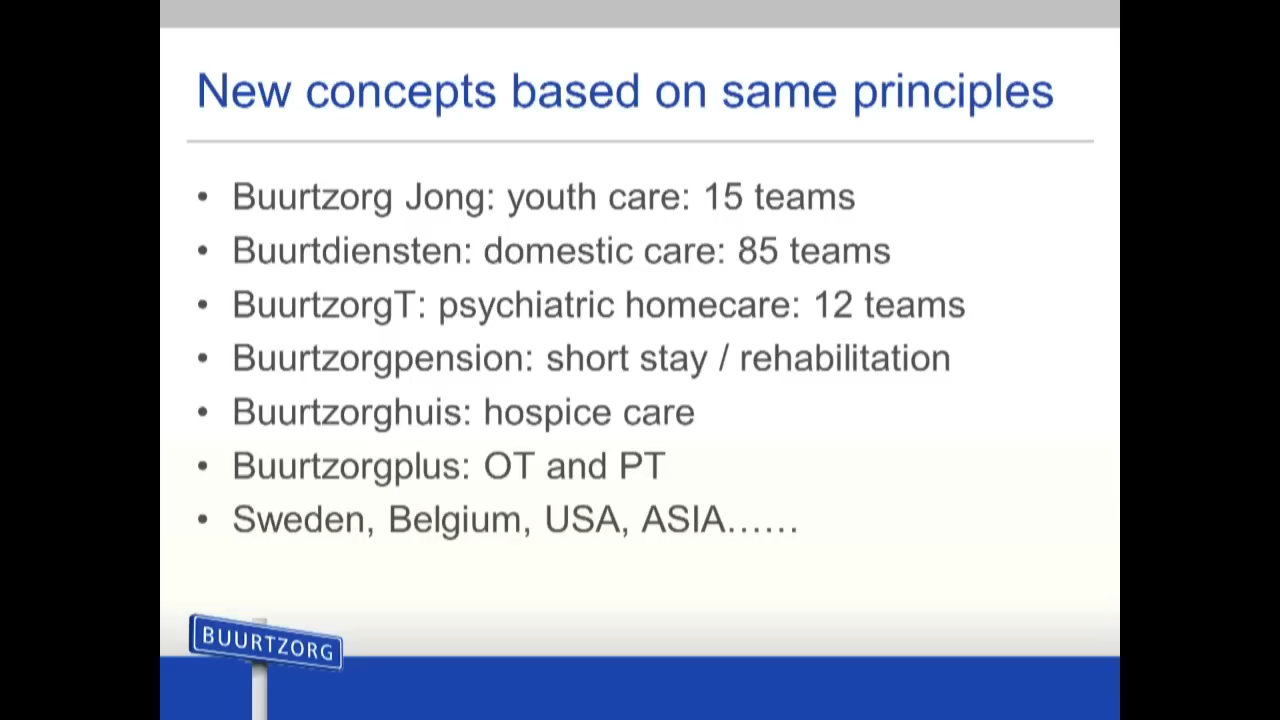 New concepts based on same principles
• Buurtzorg Jong: youth care: 15 teams
• Buurtdiensten: domestic care: 85 teams
• BuurtzorgT: psychiatric homecare: 12 teams
• Buurtzorgpension: short stay / rehabilitation
• Buurtzorghuis: hospice care
• Buurtzorgplus: OT and PT
• Sweden, Belgium, USA, ASIA......
BUURTZORG